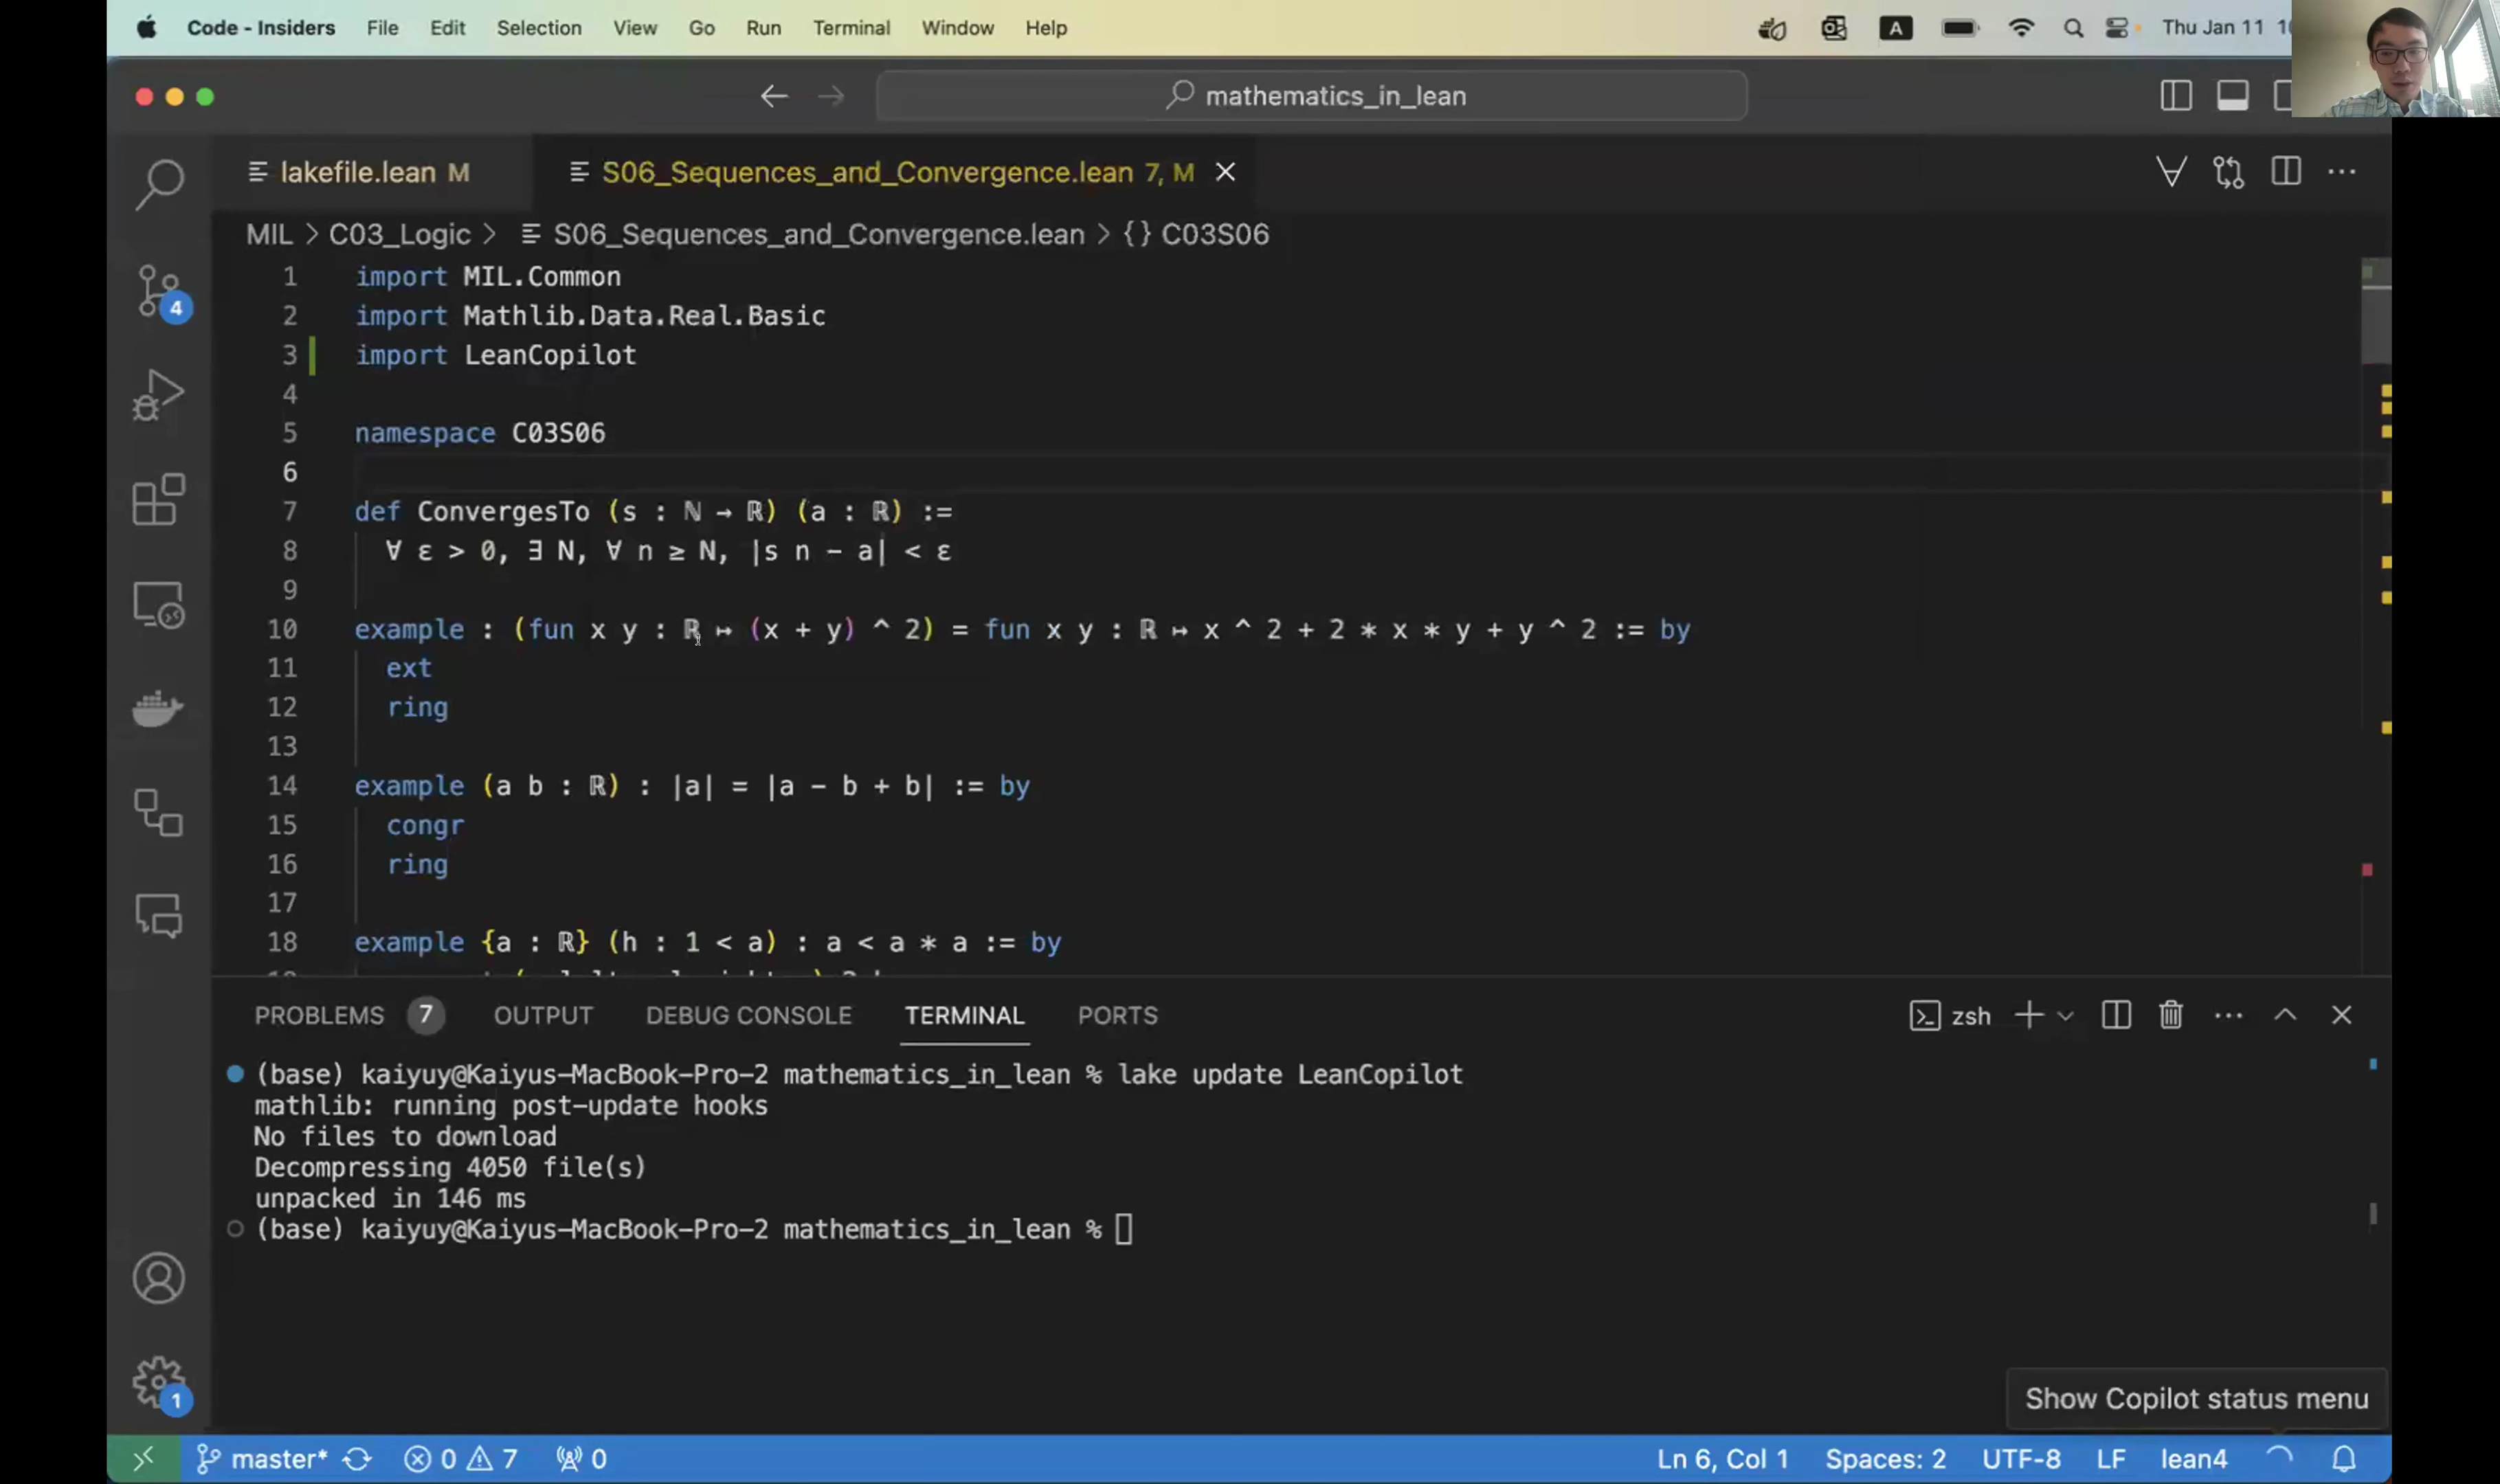 Code - Insiders File Edit Selection View Go Run Terminal Window Help A Thu Jan 11
mathematics_in_lean
lakefile.lean M S06_Sequences_and_Convergence.lean 7, M
MIL > C03_Logic > S06_Sequences_and_Convergence.lean > {} C03S06
1 import MIL.Common
2 import Mathlib.Data.Real.Basic
3 import LeanCopilot
4
4
5 namespace C03S06
6
7 def ConvergesTo (s : ℕ → ℝ) (a : ℝ) :=
8 ∀ ε > 0, ∃ N, ∀ n ≥ N, |s n - a| < ε
9
10 example : (fun x y : ℝ ↦ (x + y) ^ 2) = fun x y : ℝ ↦ x ^ 2 + 2 * x * y + y ^ 2 := by
11 ext
12 ring
13
14 example (a b : ℝ) : |a| = |a - b + b| := by
15 congr
16 ring
17
18 example {a : ℝ} (h : 1 < a) : a < a * a := by
PROBLEMS 7 OUTPUT DEBUG CONSOLE TERMINAL PORTS zsh
(base) kaiyuy@Kaiyus-MacBook-Pro-2 mathematics_in_lean % lake update LeanCopilot
mathlib: running post-update hooks
No files to download
Decompressing 4050 file(s)
unpacked in 146 ms
(base) kaiyuy@Kaiyus-MacBook-Pro-2 mathematics_in_lean %
1
Show Copilot status menu
master* 0 7 0 Ln 6, Col 1 Spaces: 2 UTF-8 LF lean4